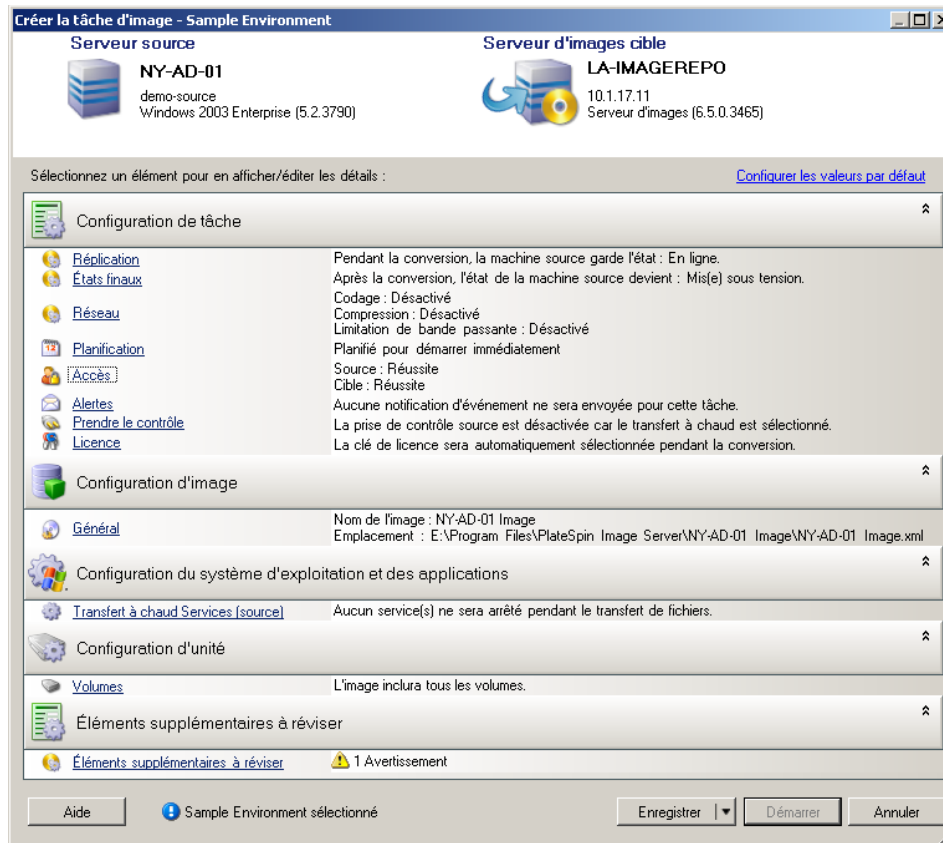 Créer la tâche d'image - Sample Environment
Serveur source
NY-AD-01
demo-source
Windows 2003 Enterprise (5.2.3790)
Serveur d'images cible
LA-IMAGEREPO
10.1.17.11
Serveur d'images (6.5.0.3465)
Sélectionnez un élément pour en afficher/éditer les détails :
Configurer les valeurs par défaut
Configuration de tâche
Réplication
Pendant la conversion, la machine source garde l'état : En ligne.
États finaux
Après la conversion, l'état de la machine source devient : Mis(e) sous tension.
Réseau
Codage : Désactivé
Compression : Désactivé
Limitation de bande passante : Désactivé
Planification
Planifié pour démarrer immédiatement
Accès
Source : Réussite
Cible : Réussite
Alertes
Aucune notification d'événement ne sera envoyée pour cette tâche.
Prendre le contrôle
La prise de contrôle source est désactivée car le transfert à chaud est sélectionné.
Licence
La clé de licence sera automatiquement sélectionnée pendant la conversion.
Configuration d'image
Général
Nom de l'image : NY-AD-01 Image
Emplacement : E:\Program Files\PlateSpin Image Server\NY-AD-01 Image\NY-AD-01 Image.xml
Configuration du système d'exploitation et des applications
Transfert à chaud Services (source)
Aucun service(s) ne sera arrêté pendant le transfert de fichiers.
Configuration d'unité
Volumes
L'image inclura tous les volumes.
Éléments supplémentaires à réviser
Éléments supplémentaires à réviser
1 Avertissement
Aide
Sample Environment sélectionné
Enregistrer
Démarrer
Annuler